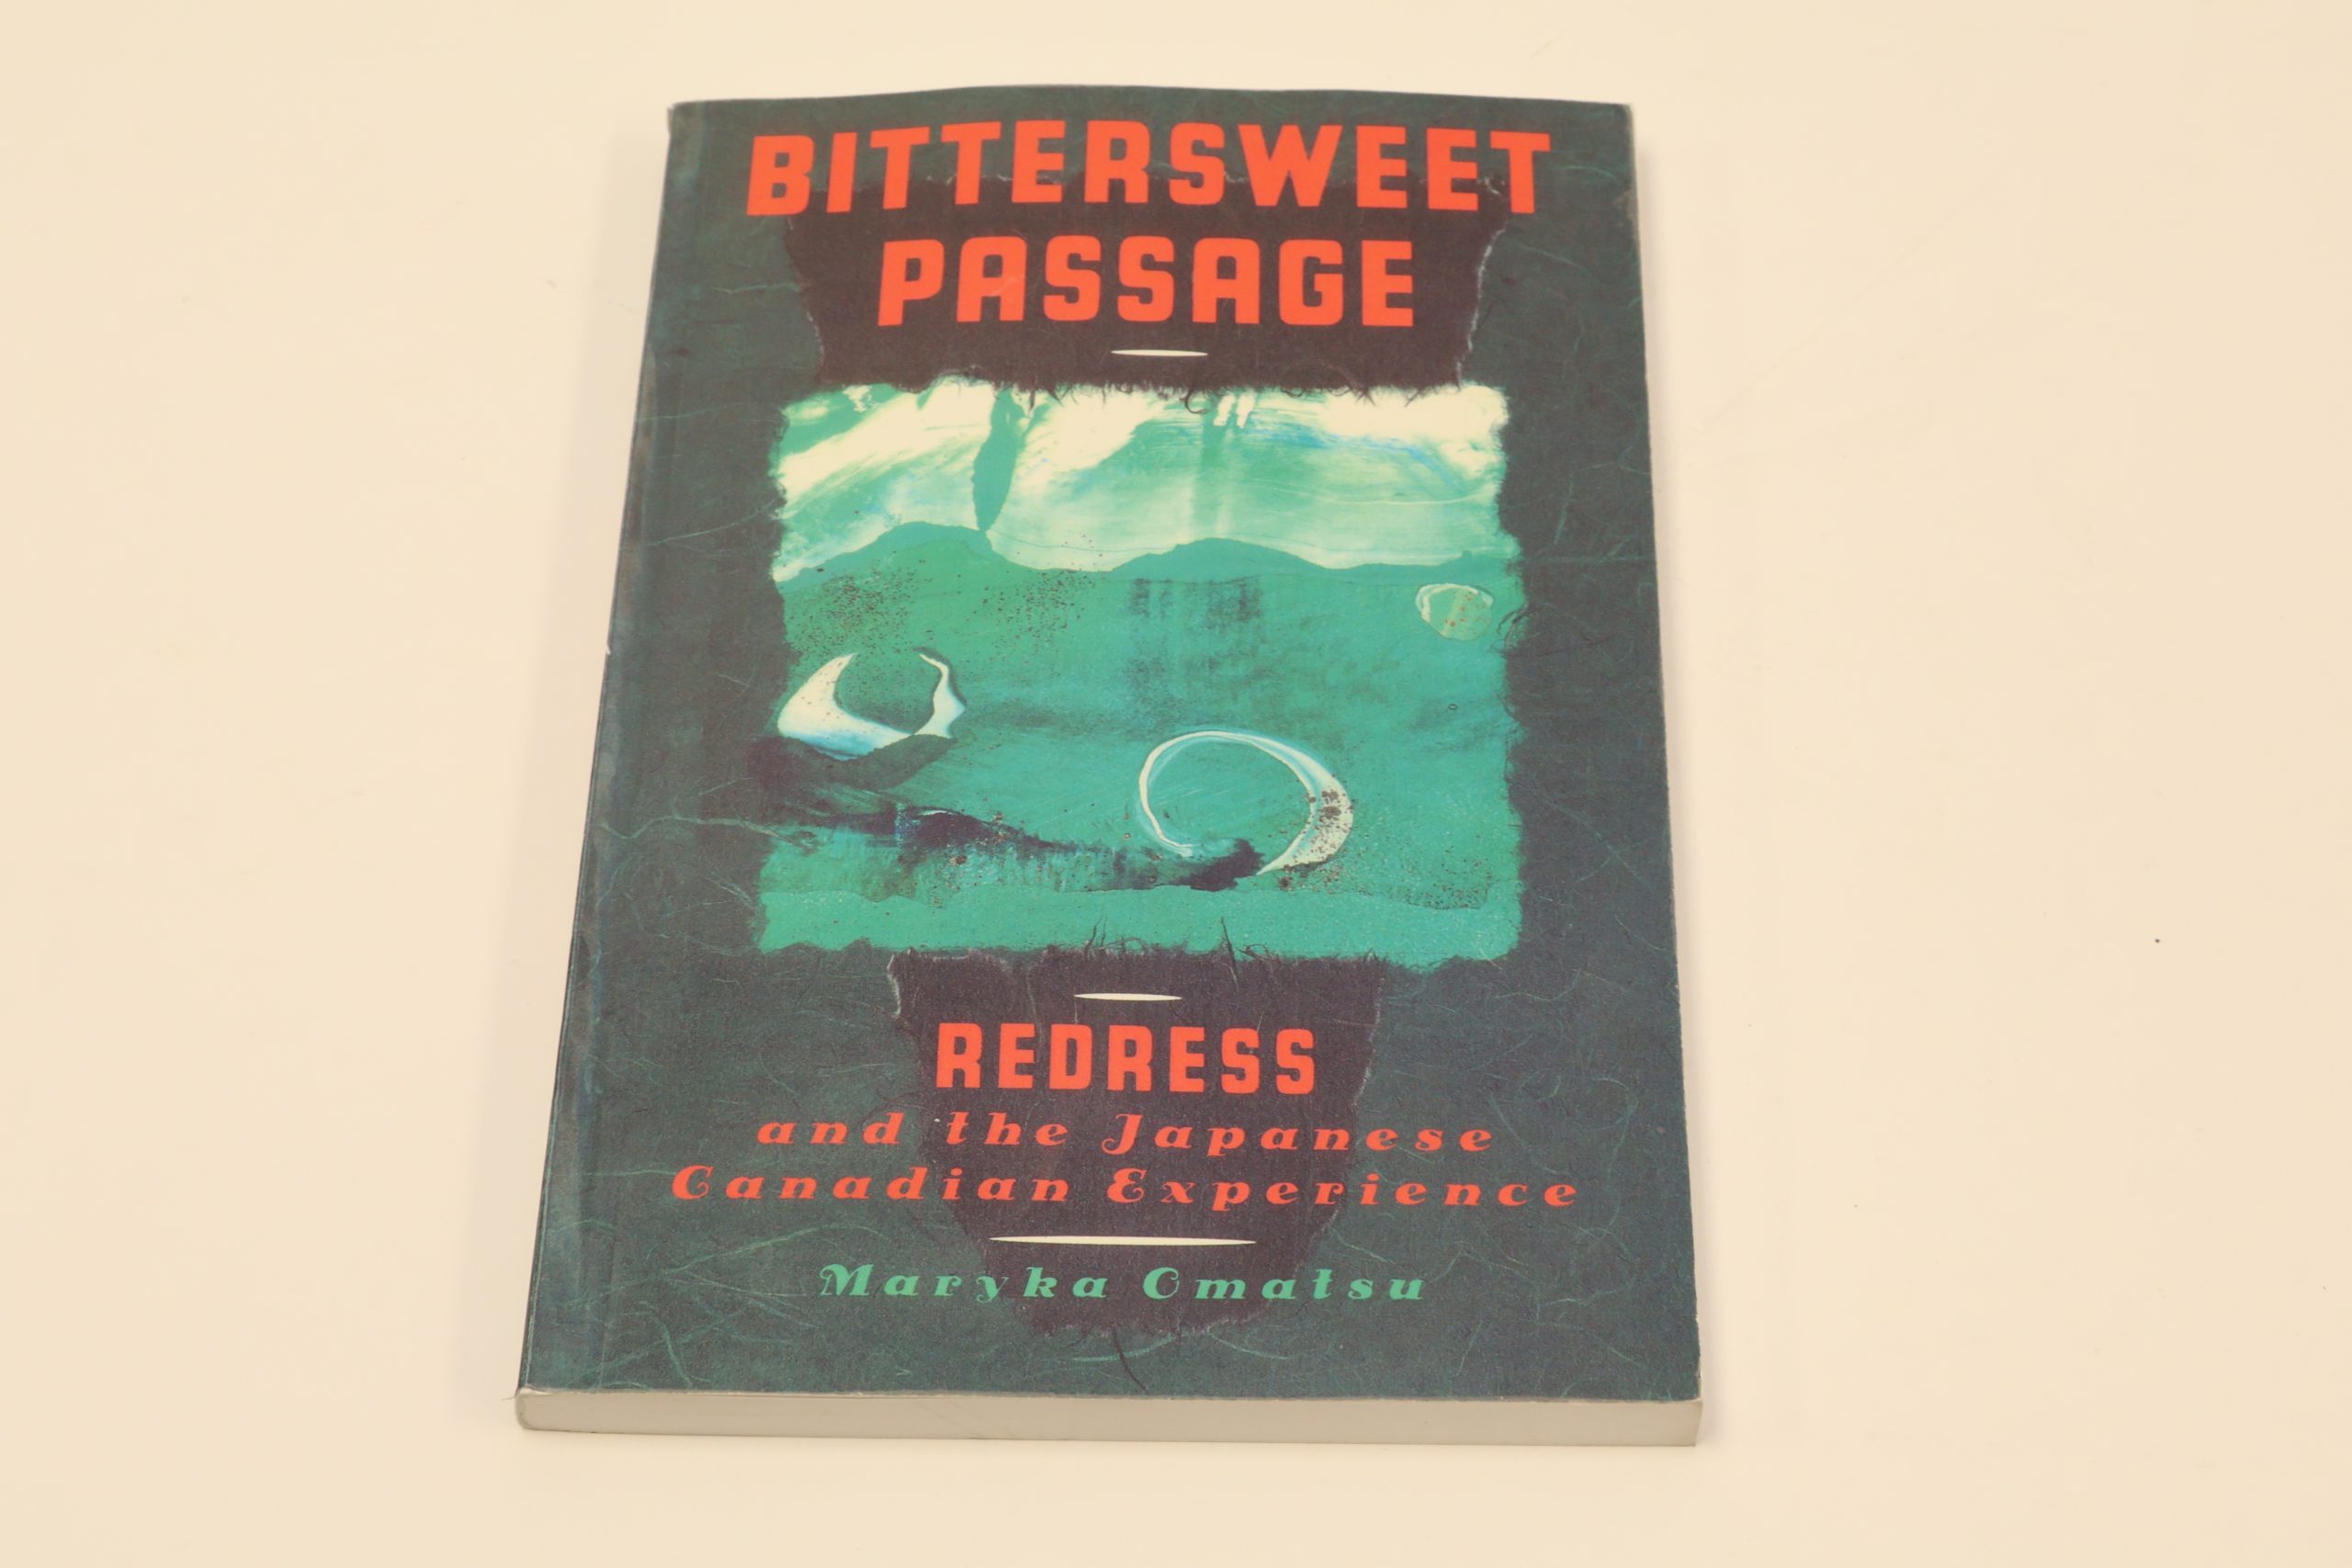 BITTERSWEET
PASSAGE
REDRESS
and the Japanese
Canadian Experience
Maryka Omatsu